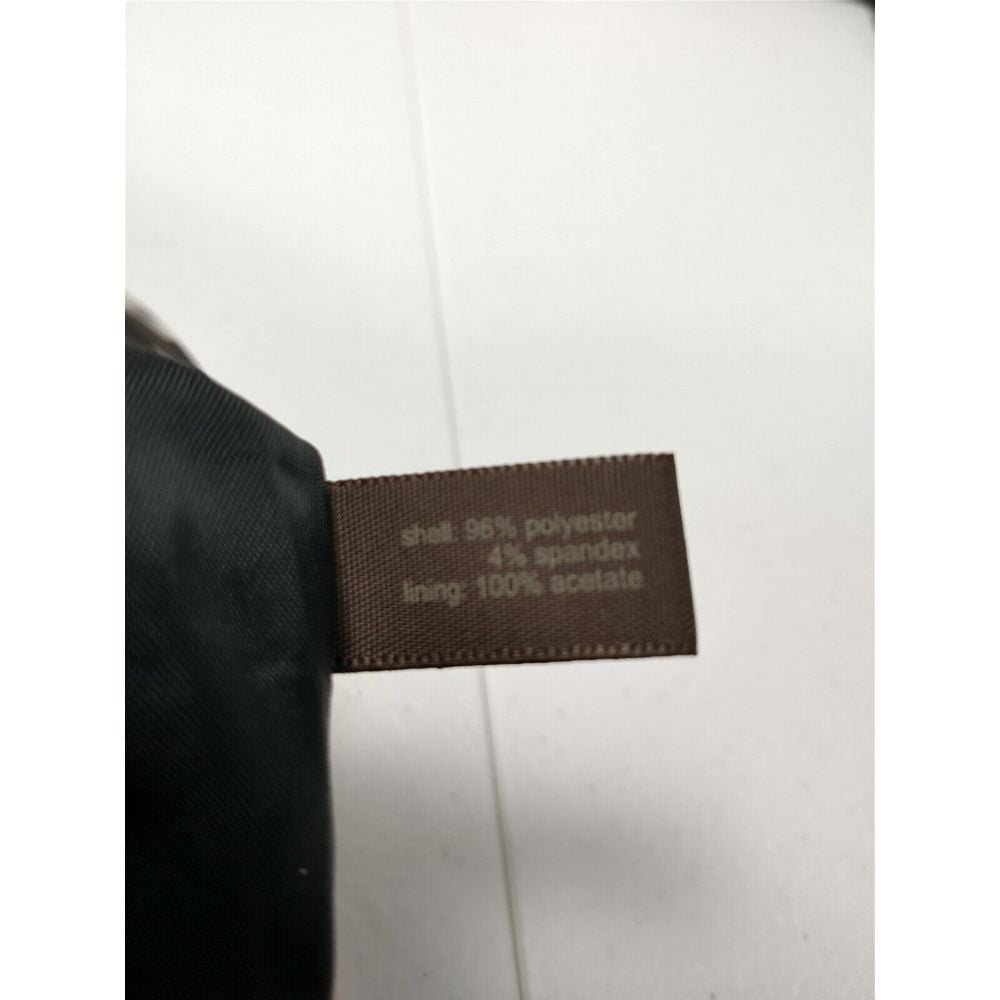 shell: 96% polyester
4% spandex
lining: 100% acetate